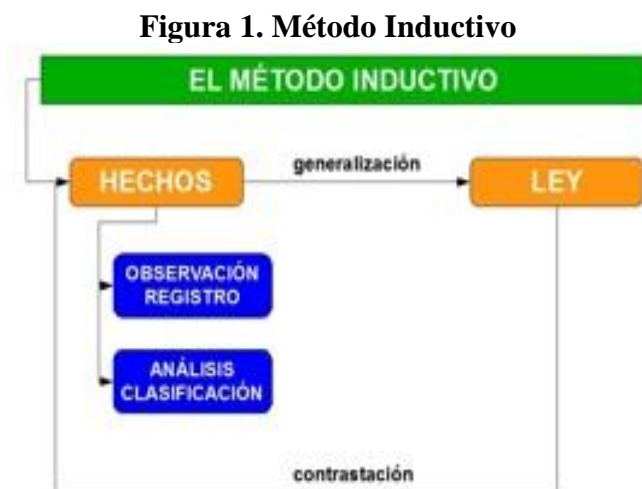 Figura 1. Método Inductivo
EL MÉTODO INDUCTIVO
HECHOS
generalización
LEY
OBSERVACIÓN
REGISTRO
ANÁLISIS
CLASIFICACIÓN
contrastación